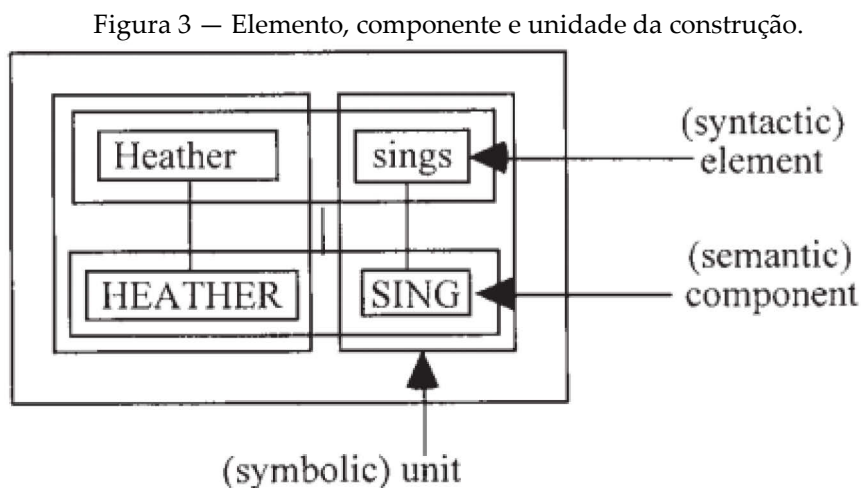 Figura 3 — Elemento, componente e unidade da construção.
Heather
sings
(syntactic)
element
HEATHER
SING
(semantic)
component
(symbolic) unit